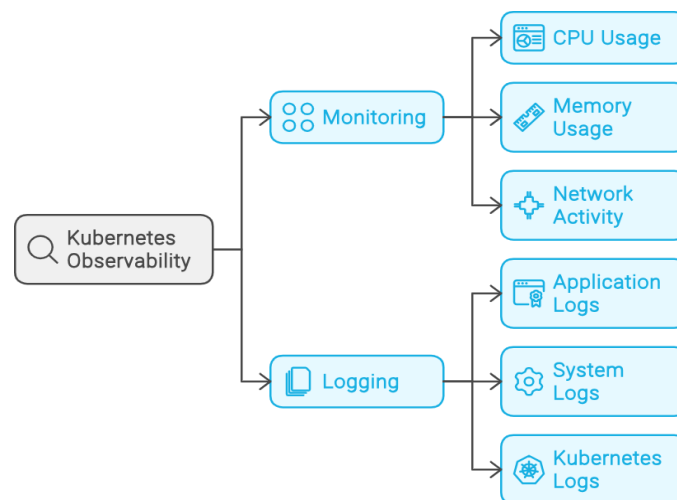 CPU Usage
Monitoring
Memory
Usage
Network
Activity
Kubernetes
Observability
Application
Logs
Logging
System
Logs
Kubernetes
Logs